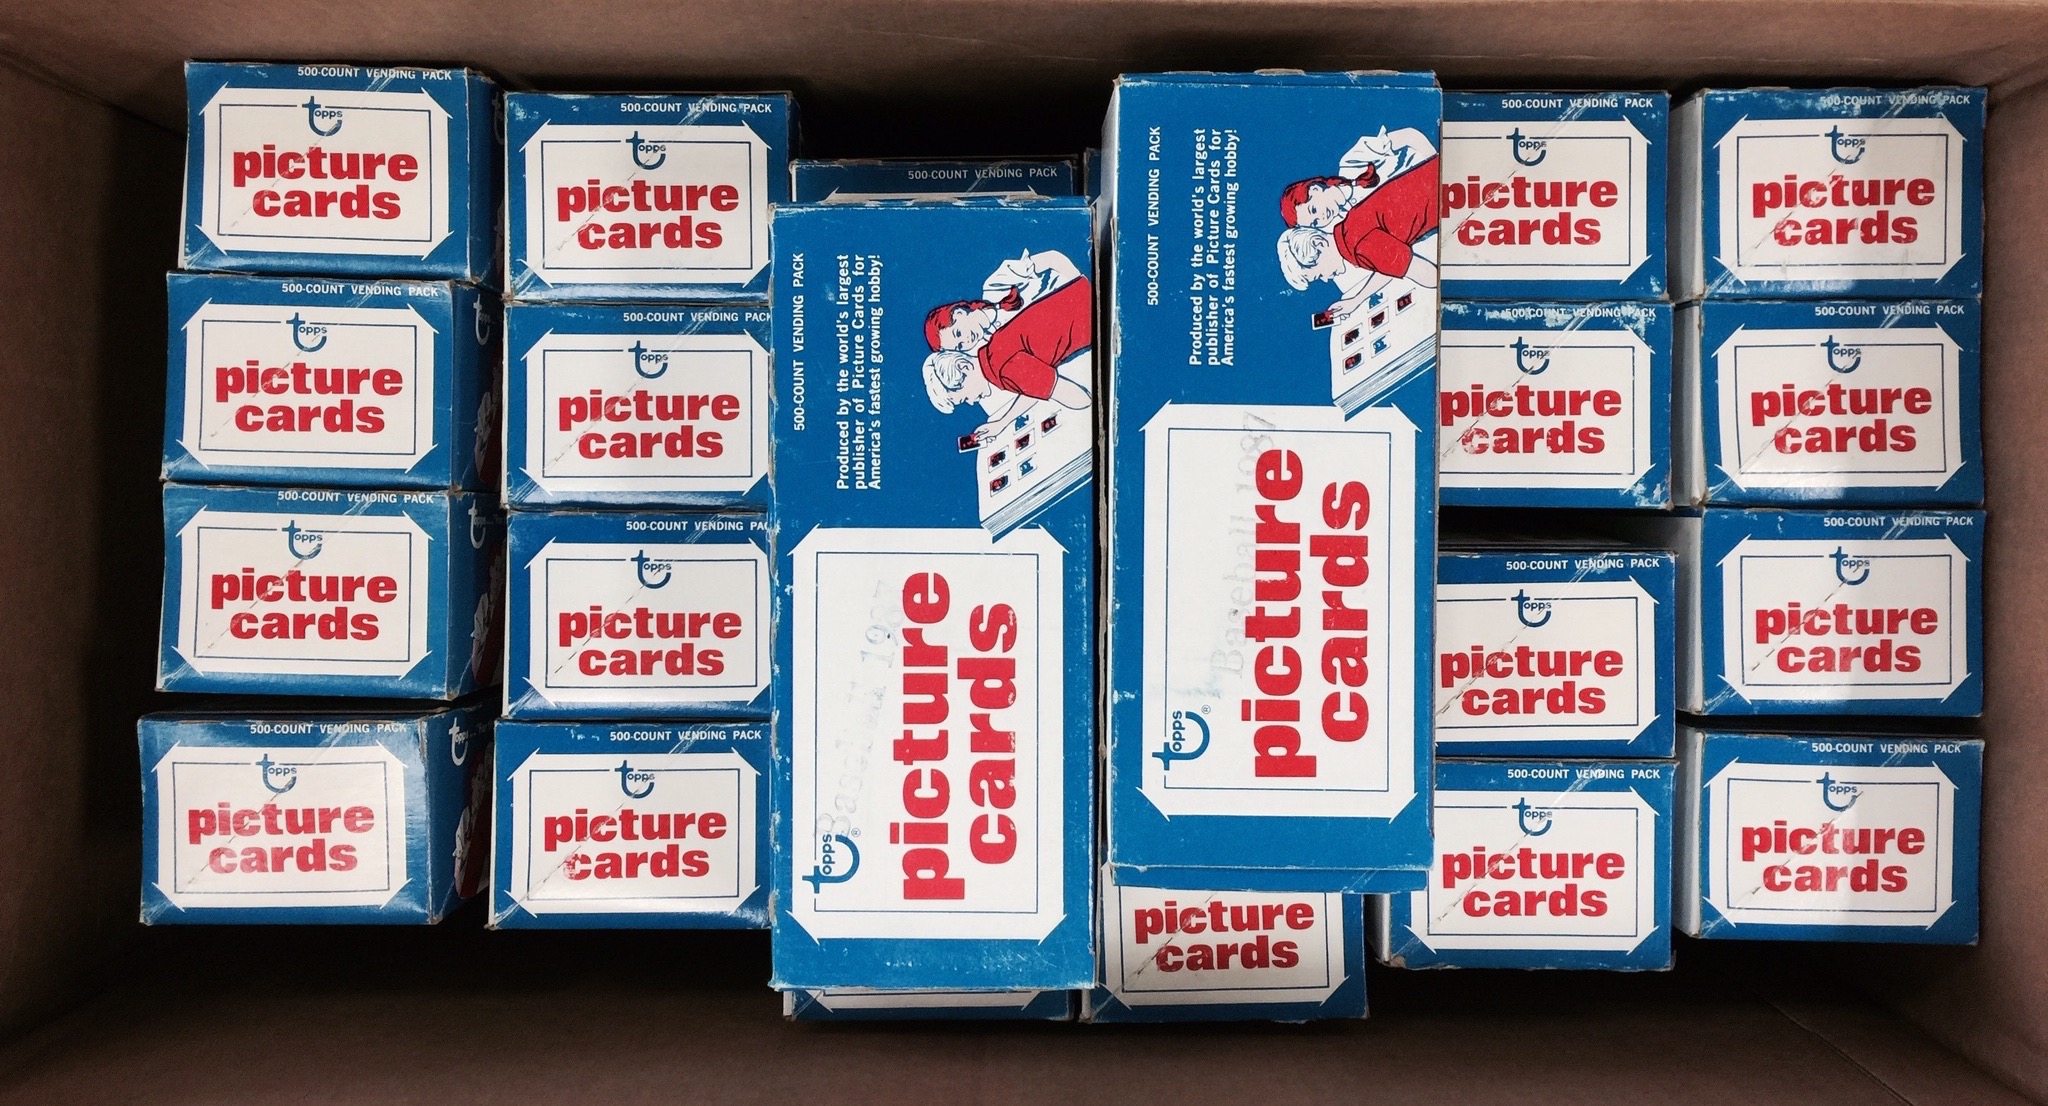 500-COUNT VENDING PACK
topps
picture
cards
500-COUNT VENDING PACK
topps
picture
cards
500-COUNT VENDING PACK
topps
picture
cards
500-COUNT VENDING PACK
topps
picture
cards
500-COUNT VENDING PACK
topps
picture
cards
500-COUNT VENDING
topps
picture
cards
500-COUNT VENDING
topps
picture
cards
500-COUNT VENDING PACK
topps
picture
cards
500-COUNT VENDING PACK
500-COUNT VENDING PACK
Produced by the world's largest
publisher of Picture Cards for
America's fastest growing hobby!
topps®
Baseball 1987
picture
cards
500-COUNT VENDING PACK
Produced by the world's largest
publisher of Picture Cards for
America's fastest growing hobby!
topps®
Baseball 1987
picture
cards
picture
cards
500-COUNT VENDING PACK
topps
picture
cards
500-COUNT VENDING PACK
topps
picture
cards
500-COUNT VENDING PACK
topps
picture
cards
500-COUNT VENDING PACK
topps
picture
cards
500-COUNT VENDING PACK
topps
picture
cards
500-COUNT VENDING PACK
topps
picture
cards
500-COUNT VENDING PACK
topps
picture
cards
500-COUNT VENDING PACK
topps
picture
cards